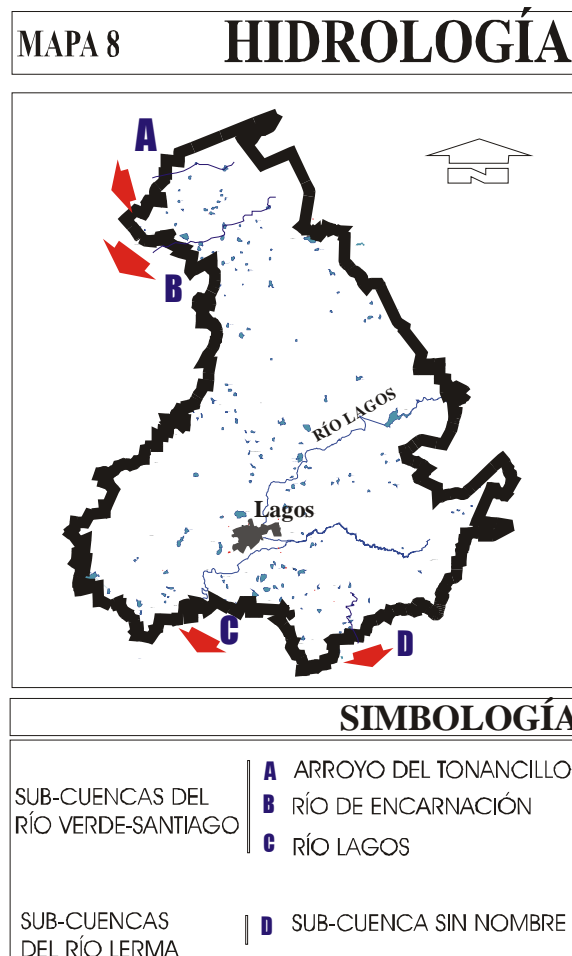 MAPA 8
HIDROLOGÍA
A
N
B
RÍO LAGOS
Lagos
C
D
SIMBOLOGÍA
SUB-CUENCAS DEL
RÍO VERDE-SANTIAGO
A ARROYO DEL TONANCILLO
B RÍO DE ENCARNACIÓN
C RÍO LAGOS
SUB-CUENCAS
DEL RÍO LERMA
D SUB-CUENCA SIN NOMBRE